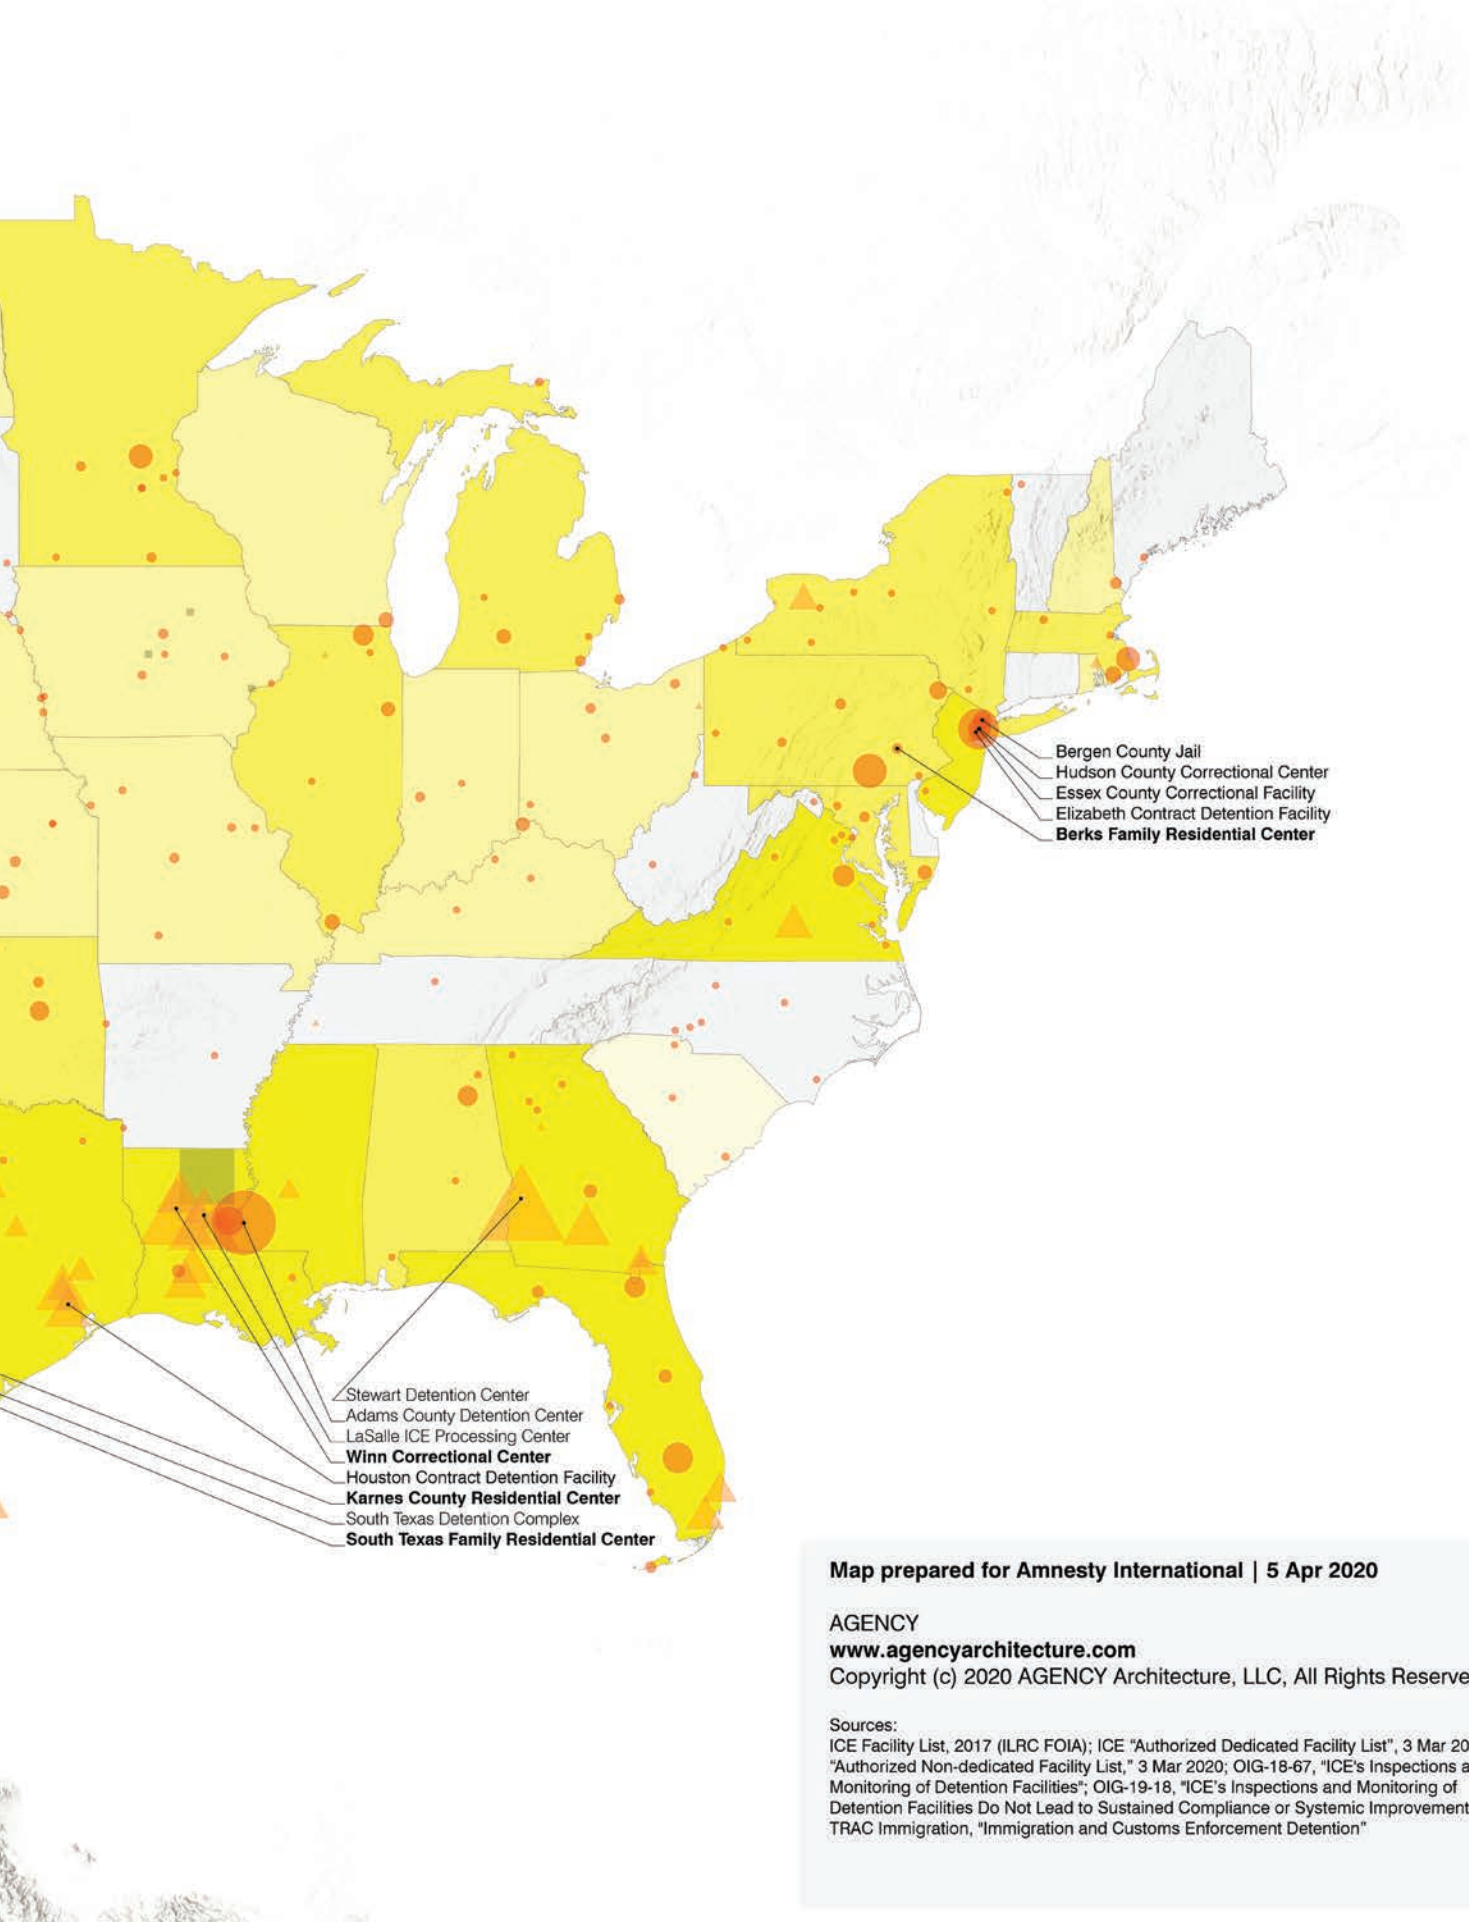 Bergen County Jail
Hudson County Correctional Center
Essex County Correctional Facility
Elizabeth Contract Detention Facility
Berks Family Residential Center
Stewart Detention Center
Adams County Detention Center
LaSalle ICE Processing Center
Winn Correctional Center
Houston Contract Detention Facility
Karnes County Residential Center
South Texas Detention Complex
South Texas Family Residential Center
Map prepared for Amnesty International | 5 Apr 2020
AGENCY
www.agencyarchitecture.com
Copyright (c) 2020 AGENCY Architecture, LLC, All Rights Reserve
Sources:
ICE Facility List, 2017 (ILRC FOIA); ICE “Authorized Dedicated Facility List”, 3 Mar 20
“Authorized Non-dedicated Facility List,” 3 Mar 2020; OIG-18-67, “ICE's Inspections a
Monitoring of Detention Facilities“; OIG-19-18, “ICE’s Inspections and Monitoring of
Detention Facilities Do Not Lead to Sustained Compliance or Systemic Improvement
TRAC Immigration, “Immigration and Customs Enforcement Detention”